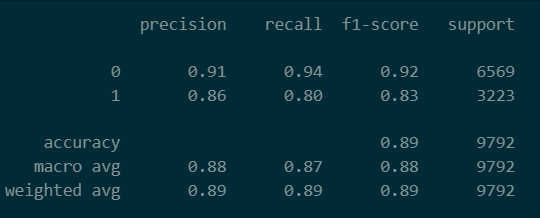 precision recall f1-score support
0 0.91 0.94 0.92 6569
1 0.86 0.80 0.83 3223
accuracy 0.89 9792
macro avg 0.88 0.87 0.88 9792
weighted avg 0.89 0.89 0.89 9792